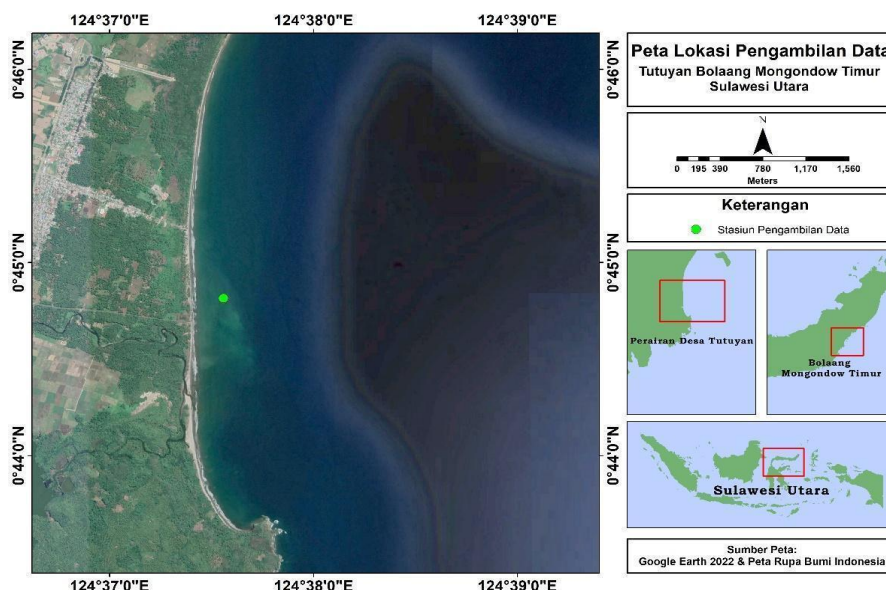 124°37'0"E 124°38'0"E 124°39'0"E
0°46'0"N
0°45'0"N
0°44'0"N
0°46'0"N
0°45'0"N
0°44'0"N
124°37'0"E 124°38'0"E 124°39'0"E
Peta Lokasi Pengambilan Data
Tutuyan Bolaang Mongondow Timur
Sulawesi Utara
N
0 195 390 780 1,170 1,560
Meters
Keterangan
Stasiun Pengambilan Data
Perairan Desa Tutuyan
Bolaang
Mongondow Timur
Sulawesi Utara
Sumber Peta:
Google Earth 2022 & Peta Rupa Bumi Indonesia